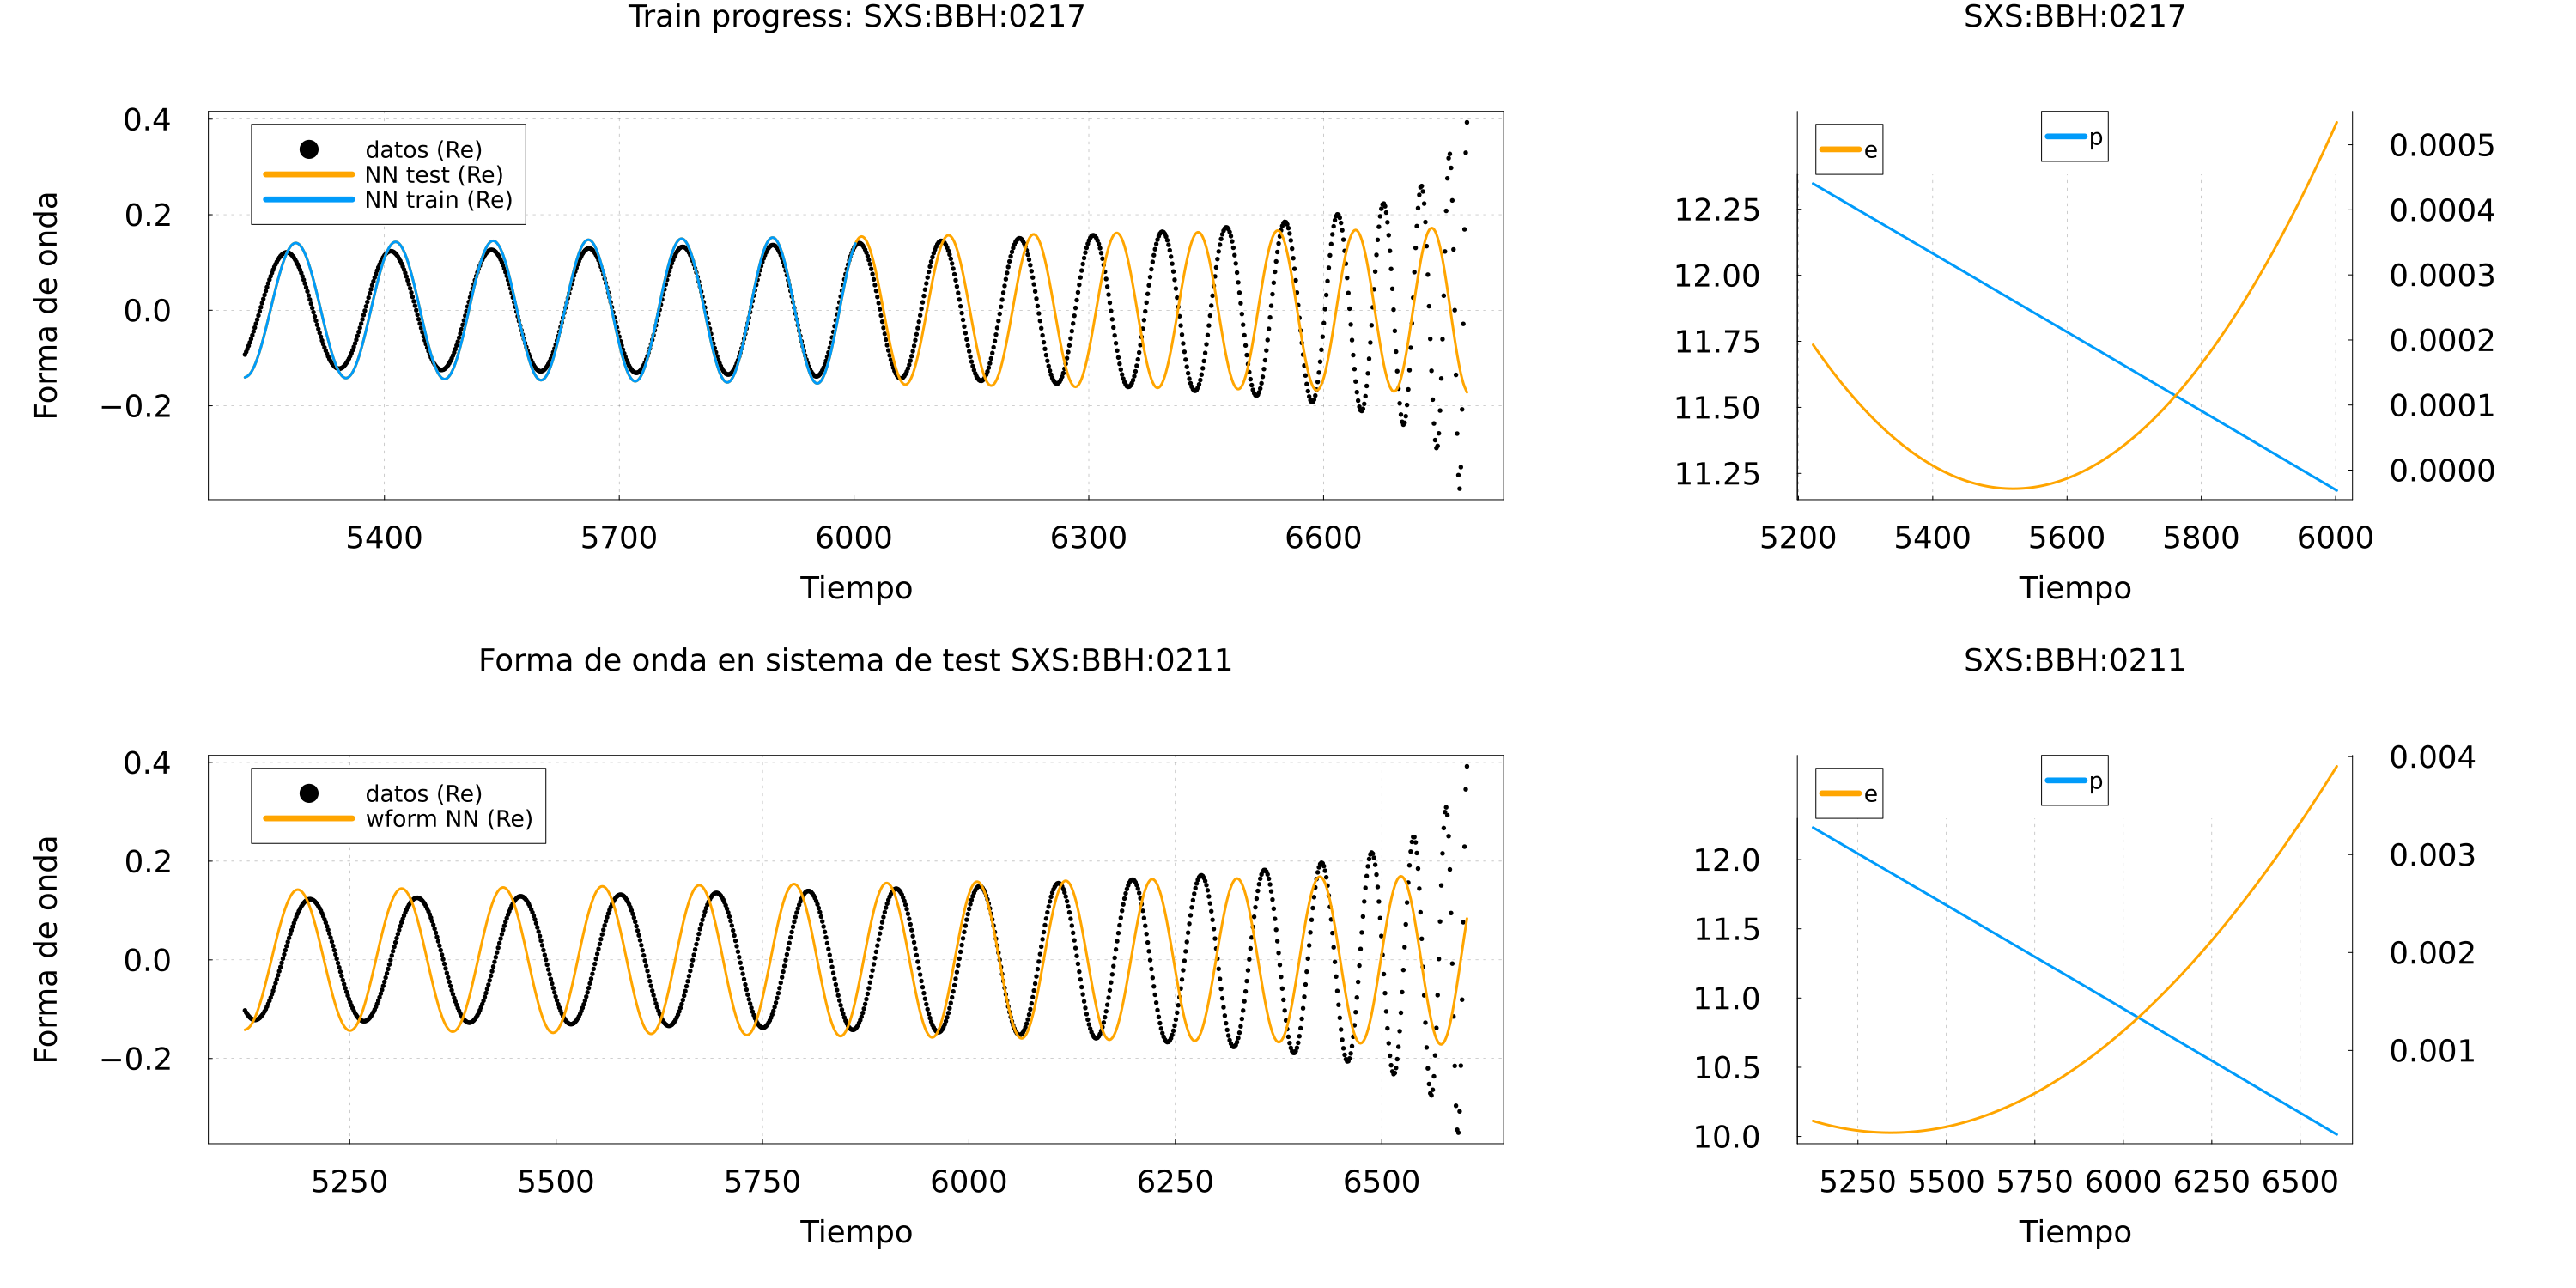 Train progress: SXS:BBH:0217
Forma de onda
0.4
0.2
0.0
−0.2
datos (Re)
NN test (Re)
NN train (Re)
5400 5700 6000 6300 6600
Tiempo
SXS:BBH:0217
e
p
12.25
12.00
11.75
11.50
11.25
0.0005
0.0004
0.0003
0.0002
0.0001
0.0000
5200 5400 5600 5800 6000
Tiempo
Forma de onda en sistema de test SXS:BBH:0211
Forma de onda
0.4
0.2
0.0
−0.2
datos (Re)
wform NN (Re)
5250 5500 5750 6000 6250 6500
Tiempo
SXS:BBH:0211
e
p
12.0
11.5
11.0
10.5
10.0
0.004
0.003
0.002
0.001
5250 5500 5750 6000 6250 6500
Tiempo